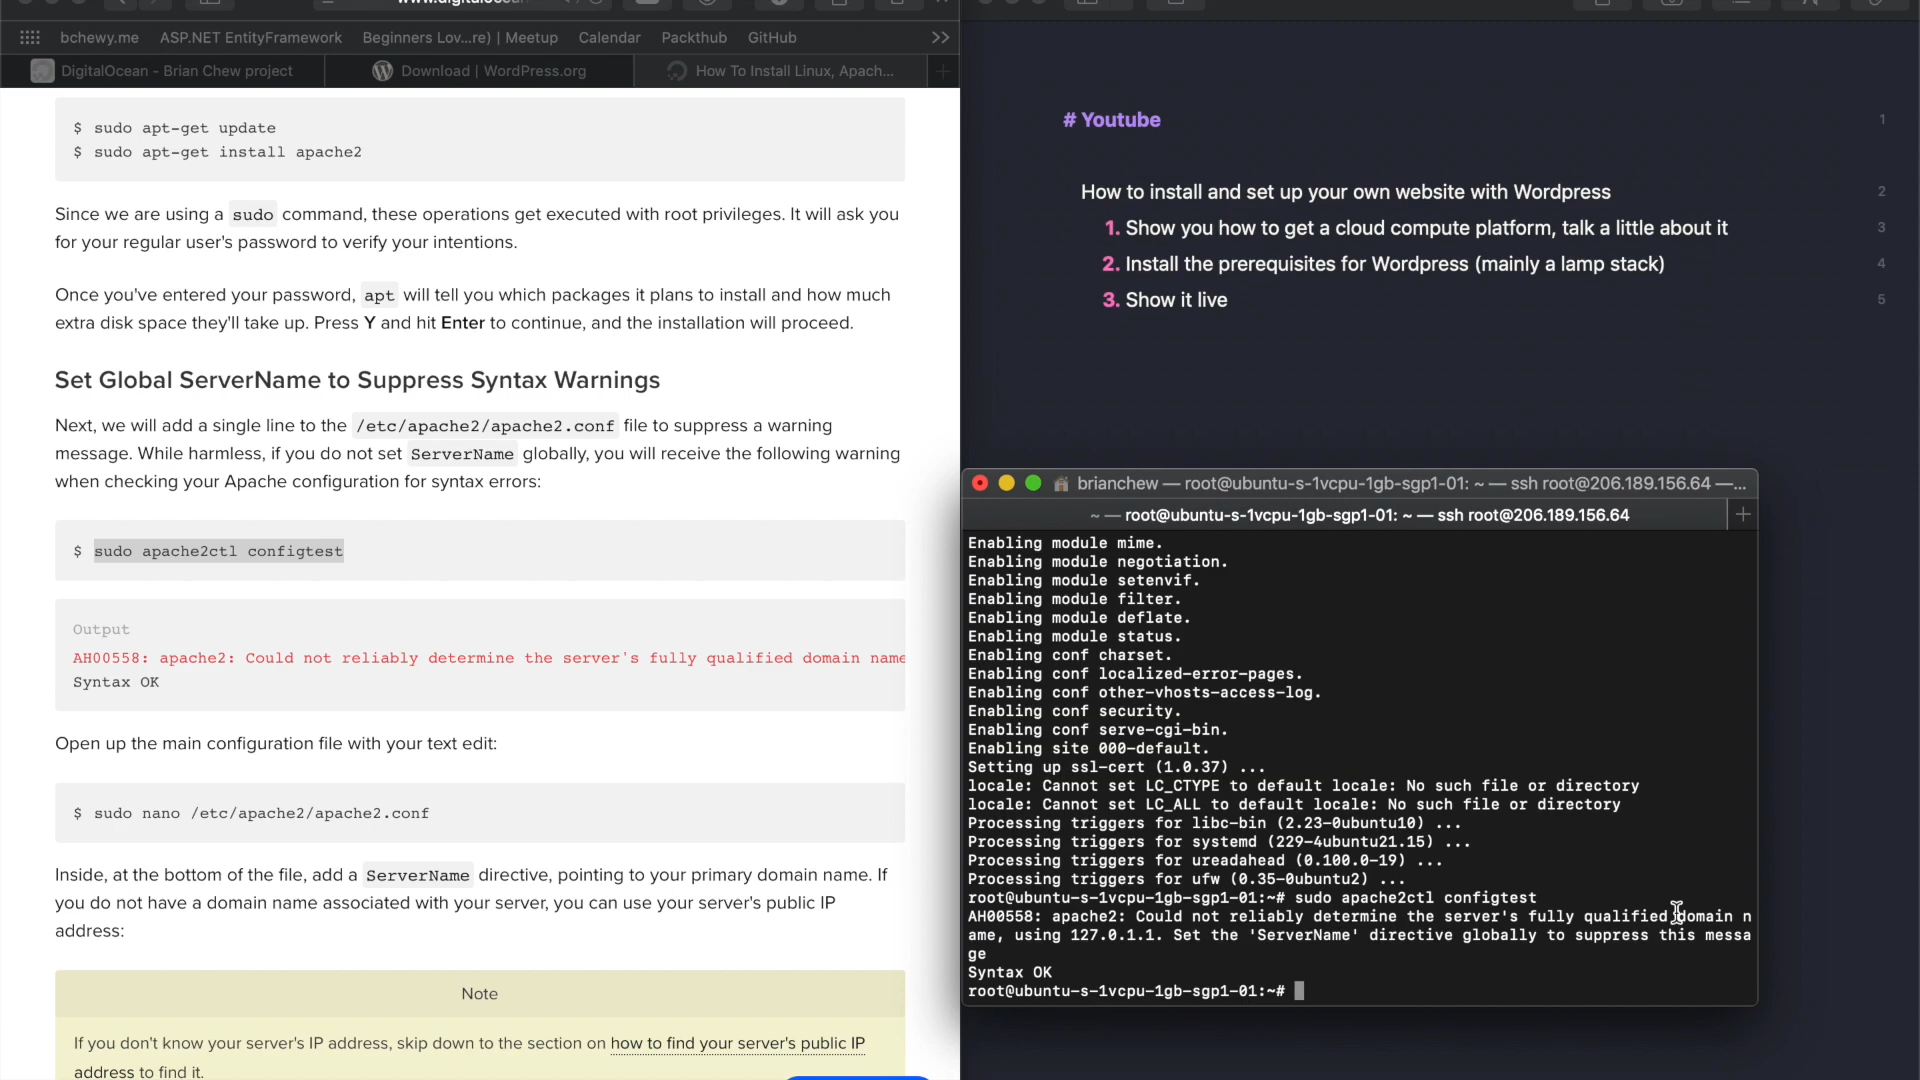 bchewy.me ASP.NET EntityFramework Beginners Lov...re) | Meetup Calendar Packthub GitHub >>
DigitalOcean - Brian Chew project Download | WordPress.org How To Install Linux, Apach...
$ sudo apt-get update
$ sudo apt-get install apache2
Since we are using a sudo command, these operations get executed with root privileges. It will ask you
for your regular user's password to verify your intentions.
Once you've entered your password, apt will tell you which packages it plans to install and how much
extra disk space they'll take up. Press Y and hit Enter to continue, and the installation will proceed.
Set Global ServerName to Suppress Syntax Warnings
Next, we will add a single line to the /etc/apache2/apache2.conf file to suppress a warning
message. While harmless, if you do not set ServerName globally, you will receive the following warning
when checking your Apache configuration for syntax errors:
$ sudo apache2ctl configtest
Output
AH00558: apache2: Could not reliably determine the server's fully qualified domain name
Syntax OK
Open up the main configuration file with your text edit:
$ sudo nano /etc/apache2/apache2.conf
Inside, at the bottom of the file, add a ServerName directive, pointing to your primary domain name. If
you do not have a domain name associated with your server, you can use your server's public IP
address:
Note
If you don't know your server's IP address, skip down to the section on how to find your server's public IP
address to find it.
# Youtube 1
How to install and set up your own website with Wordpress 2
1. Show you how to get a cloud compute platform, talk a little about it 3
2. Install the prerequisites for Wordpress (mainly a lamp stack) 4
3. Show it live 5
brianchew — root@ubuntu-s-1vcpu-1gb-sgp1-01: ~ — ssh root@206.189.156.64 —...
~ — root@ubuntu-s-1vcpu-1gb-sgp1-01: ~ — ssh root@206.189.156.64
Enabling module mime.
Enabling module negotiation.
Enabling module setenvif.
Enabling module filter.
Enabling module deflate.
Enabling module status.
Enabling conf charset.
Enabling conf localized-error-pages.
Enabling conf other-vhosts-access-log.
Enabling conf security.
Enabling conf serve-cgi-bin.
Enabling site 000-default.
Setting up ssl-cert (1.0.37) ...
locale: Cannot set LC_CTYPE to default locale: No such file or directory
locale: Cannot set LC_ALL to default locale: No such file or directory
Processing triggers for libc-bin (2.23-0ubuntu10) ...
Processing triggers for systemd (229-4ubuntu21.15) ...
Processing triggers for ureadahead (0.100.0-19) ...
Processing triggers for ufw (0.35-0ubuntu2) ...
root@ubuntu-s-1vcpu-1gb-sgp1-01:~# sudo apache2ctl configtest
AH00558: apache2: Could not reliably determine the server's fully qualified domain n
ame, using 127.0.1.1. Set the 'ServerName' directive globally to suppress this messa
ge
Syntax OK
root@ubuntu-s-1vcpu-1gb-sgp1-01:~#